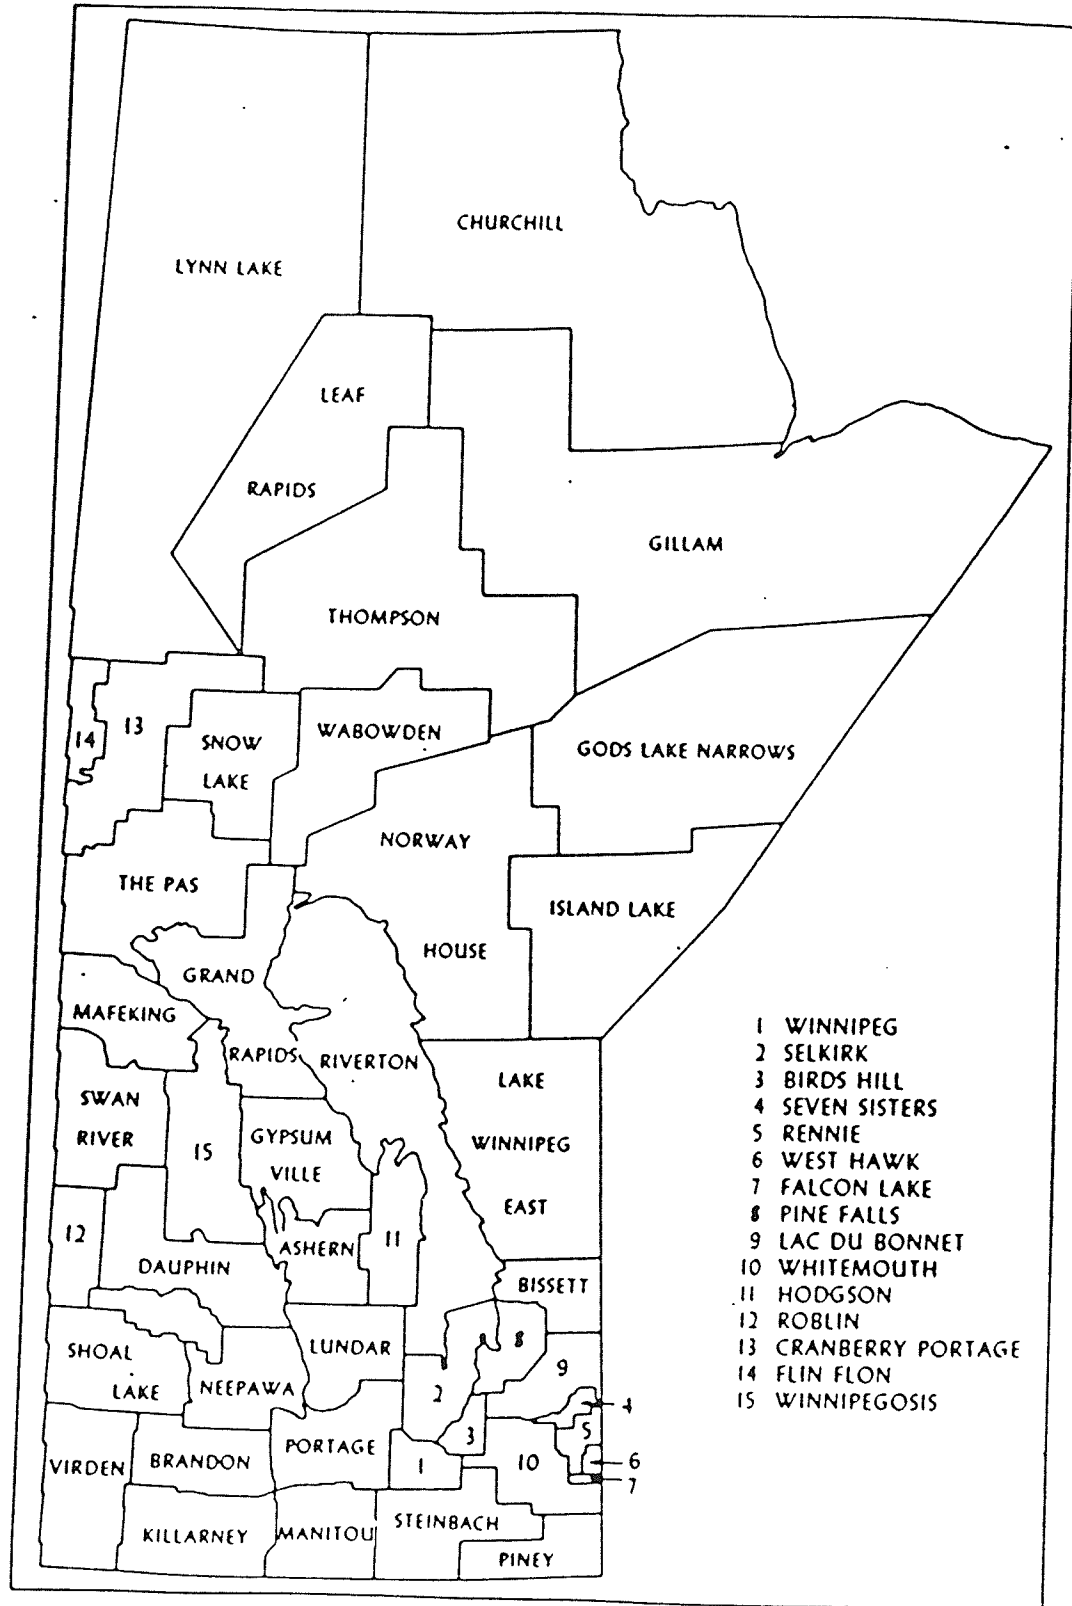 CHURCHILL
LYNN LAKE
LEAF
RAPIDS
GILLAM
THOMPSON
14
13
SNOW
LAKE
WABOWDEN
GODS LAKE NARROWS
NORWAY
HOUSE
THE PAS
ISLAND LAKE
GRAND
RAPIDS
MAFEKING
RIVERTON
LAKE
WINNIPEG
EAST
SWAN
RIVER
15
GYPSUM
VILLE
12
DAUPHIN
ASHERN
11
BISSETT
SHOAL
LAKE
NEEPAWA
LUNDAR
2
8
9
4
3
5
VIRDEN
BRANDON
PORTAGE
1
10
6
7
KILLARNEY
MANITOU
STEINBACH
PINEY
1 WINNIPEG
2 SELKIRK
3 BIRDS HILL
4 SEVEN SISTERS
5 RENNIE
6 WEST HAWK
7 FALCON LAKE
8 PINE FALLS
9 LAC DU BONNET
10 WHITEMOUTH
11 HODGSON
12 ROBLIN
13 CRANBERRY PORTAGE
14 FLIN FLON
15 WINNIPEGOSIS